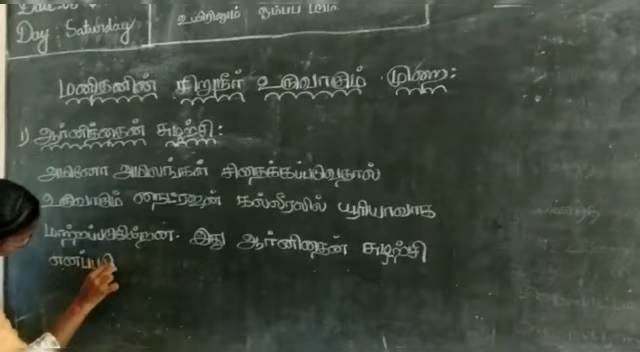 Day: Saturday
மனிதனின் சிறுநீர் உருவாகும் முறை:
1) ஆர்னித்தைன் சுழற்சி:
அமினோ அமிலங்கள் சிதைக்கப்படுவதால்
உருவாகும் நைட்ரஜன் கல்லீரலில் யூரியாவாக
மாற்றப்படுகின்றன. இது ஆர்னிதைன் சுழற்சி
எனப்படு